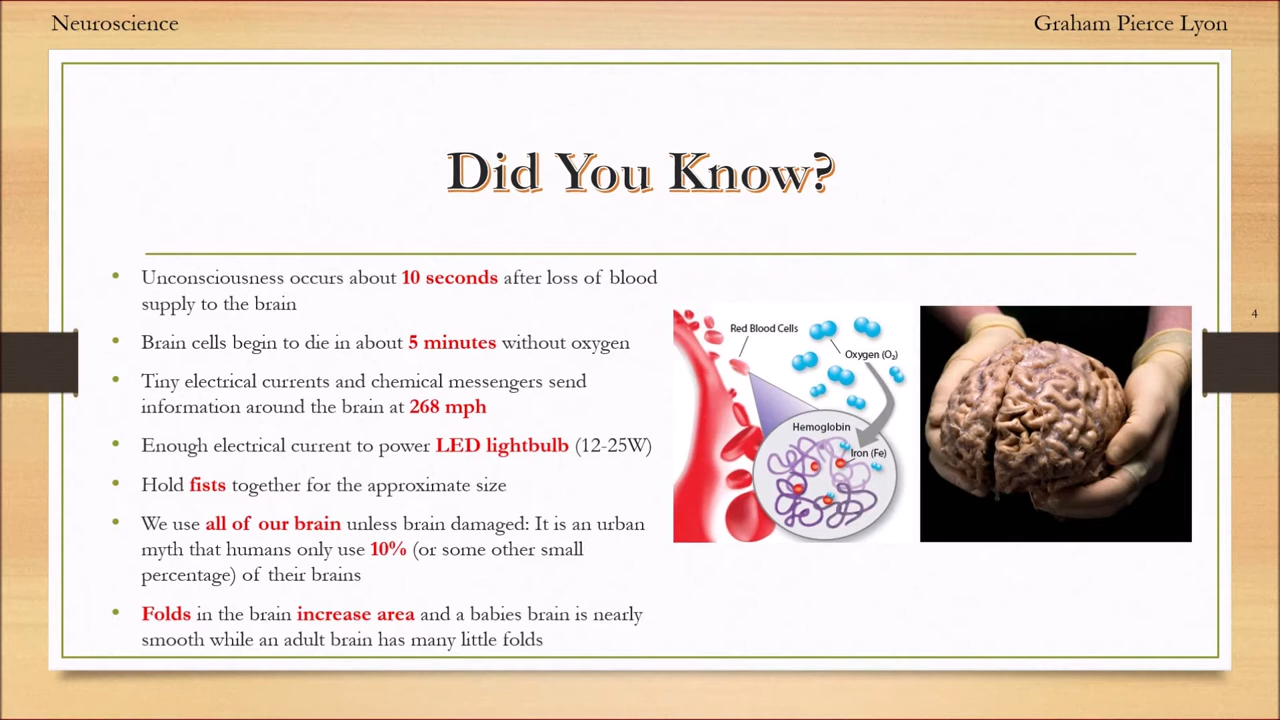 Neuroscience
Graham Pierce Lyon
Did You Know?
• Unconsciousness occurs about 10 seconds after loss of blood
supply to the brain
• Brain cells begin to die in about 5 minutes without oxygen
• Tiny electrical currents and chemical messengers send
information around the brain at 268 mph
• Enough electrical current to power LED lightbulb (12-25W)
• Hold fists together for the approximate size
• We use all of our brain unless brain damaged: It is an urban
myth that humans only use 10% (or some other small
percentage) of their brains
• Folds in the brain increase area and a babies brain is nearly
smooth while an adult brain has many little folds
Red Blood Cells
Oxygen (O₂)
Hemoglobin
Iron (Fe)
4